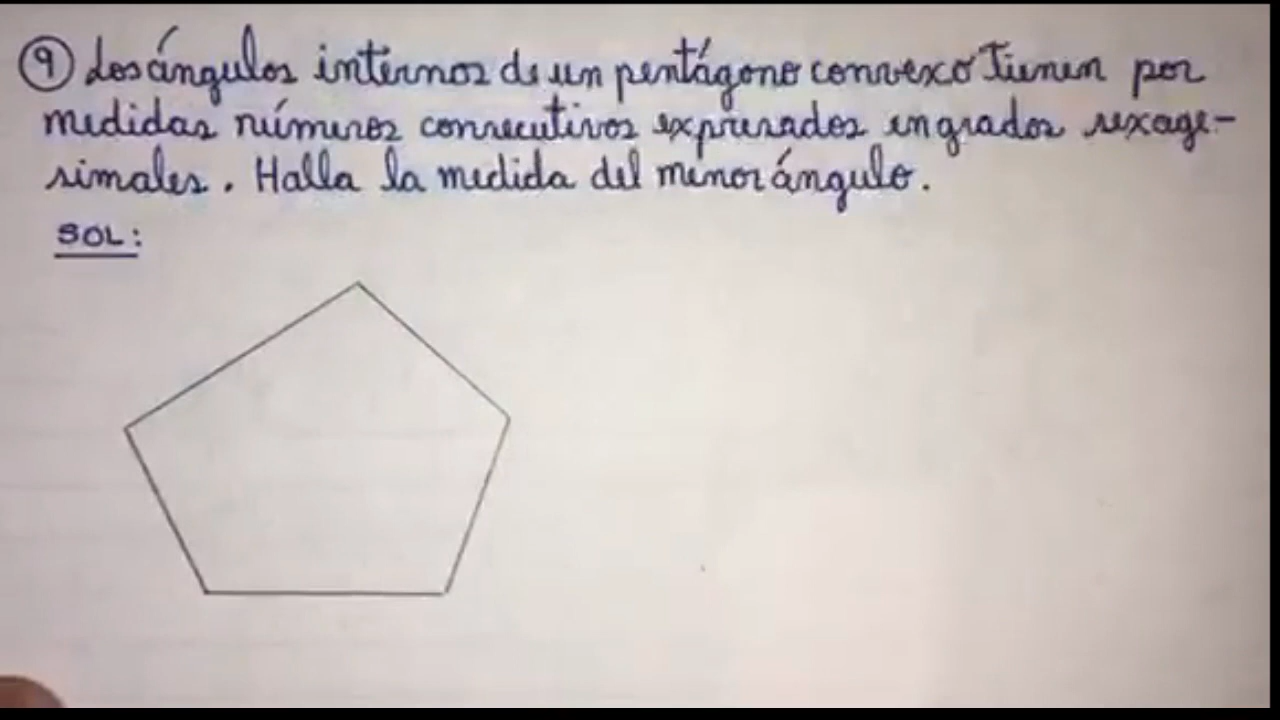 9 Los ángulos internos de un pentágono convexo tienen por
medidas números consecutivos expresados en grados sexage-
simales. Halla la medida del menor ángulo.
SOL: